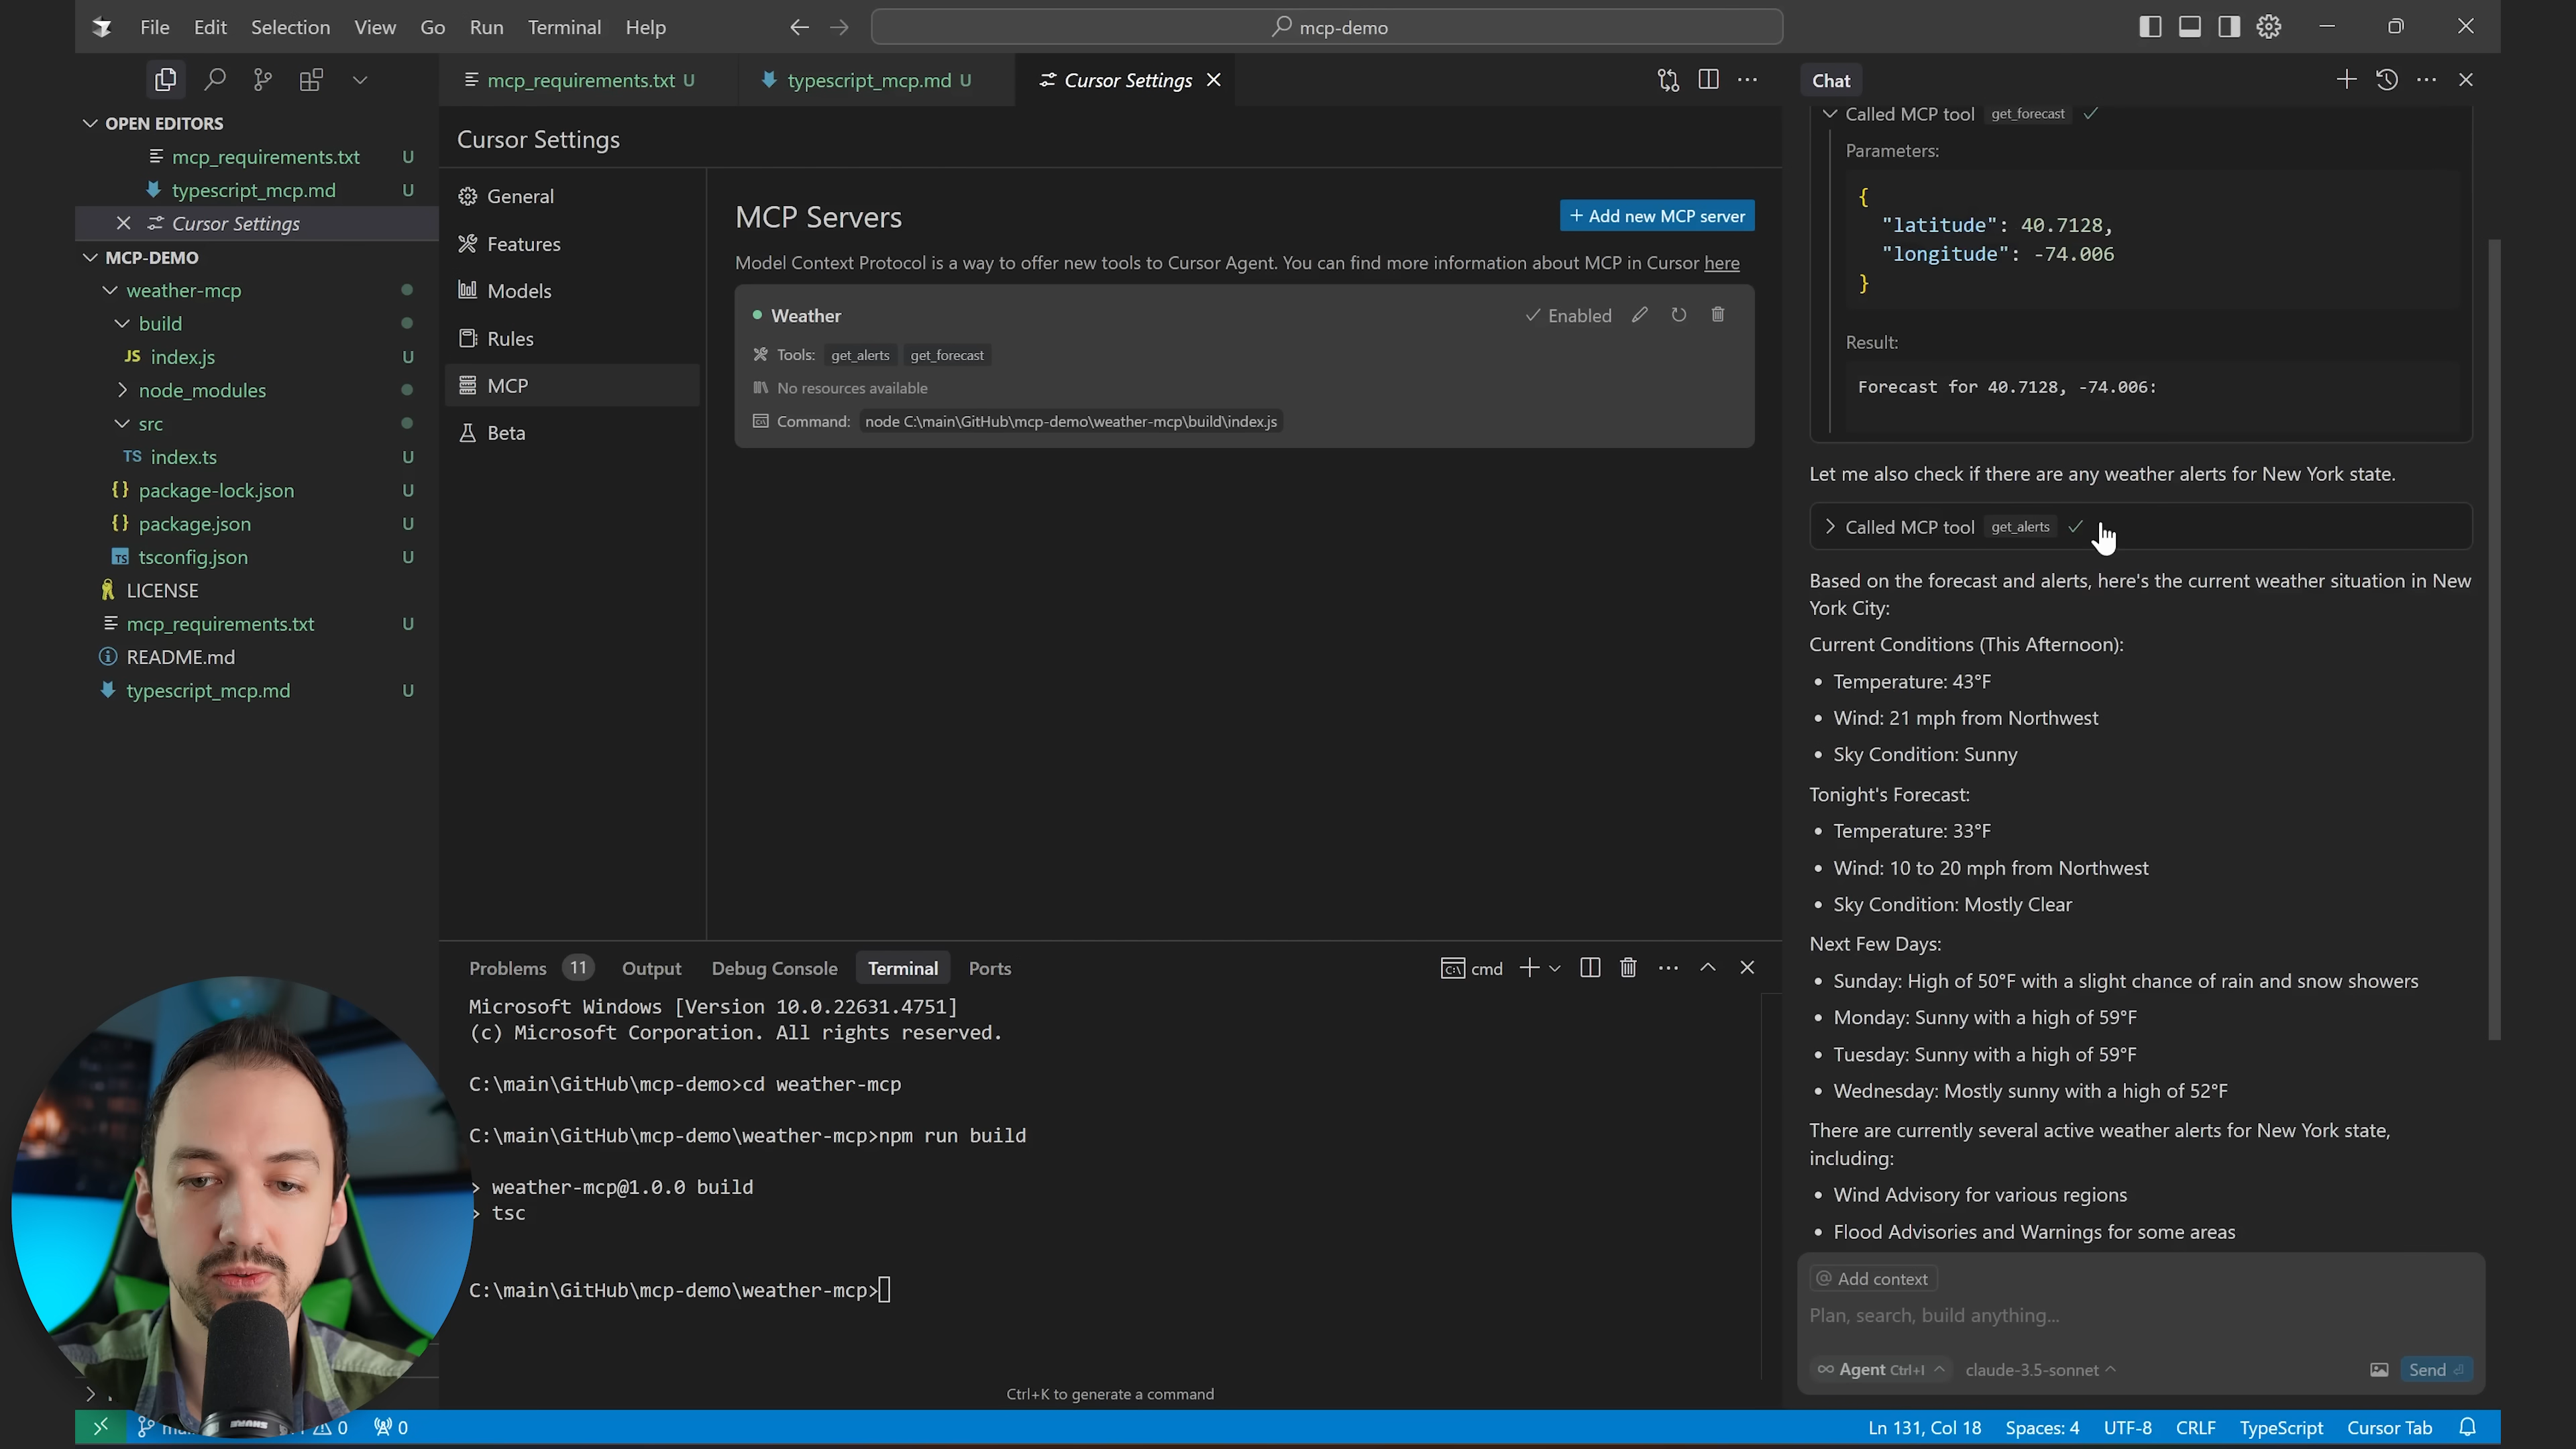 File Edit Selection View Go Run Terminal Help
mcp-demo
OPEN EDITORS
mcp_requirements.txt U
typescript_mcp.md U
Cursor Settings
MCP-DEMO
weather-mcp
build
JS index.js U
node_modules
src
TS index.ts U
{} package-lock.json U
{} package.json U
TS tsconfig.json U
LICENSE
mcp_requirements.txt U
README.md
typescript_mcp.md U
mcp_requirements.txt U
typescript_mcp.md U
Cursor Settings
Cursor Settings
General
Features
Models
Rules
MCP
Beta
MCP Servers
+ Add new MCP server
Model Context Protocol is a way to offer new tools to Cursor Agent. You can find more information about MCP in Cursor here
Weather
Enabled
Tools: get_alerts get_forecast
No resources available
Command: node C:\main\GitHub\mcp-demo\weather-mcp\build\index.js
Problems 11 Output Debug Console Terminal Ports
cmd
Microsoft Windows [Version 10.0.22631.4751]
(c) Microsoft Corporation. All rights reserved.
C:\main\GitHub\mcp-demo>cd weather-mcp
C:\main\GitHub\mcp-demo\weather-mcp>npm run build
> weather-mcp@1.0.0 build
> tsc
C:\main\GitHub\mcp-demo\weather-mcp>
Ctrl+K to generate a command
Chat
Called MCP tool get_forecast
Parameters:
{
"latitude": 40.7128,
"longitude": -74.006
}
Result:
Forecast for 40.7128, -74.006:
Let me also check if there are any weather alerts for New York state.
Called MCP tool get_alerts
Based on the forecast and alerts, here's the current weather situation in New
York City:
Current Conditions (This Afternoon):
• Temperature: 43°F
• Wind: 21 mph from Northwest
• Sky Condition: Sunny
Tonight's Forecast:
• Temperature: 33°F
• Wind: 10 to 20 mph from Northwest
• Sky Condition: Mostly Clear
Next Few Days:
• Sunday: High of 50°F with a slight chance of rain and snow showers
• Monday: Sunny with a high of 59°F
• Tuesday: Sunny with a high of 59°F
• Wednesday: Mostly sunny with a high of 52°F
There are currently several active weather alerts for New York state,
including:
• Wind Advisory for various regions
• Flood Advisories and Warnings for some areas
@ Add context
Plan, search, build anything...
∞ Agent Ctrl+I claude-3.5-sonnet
Send
SHURE
0 0
Ln 131, Col 18 Spaces: 4 UTF-8 CRLF TypeScript Cursor Tab